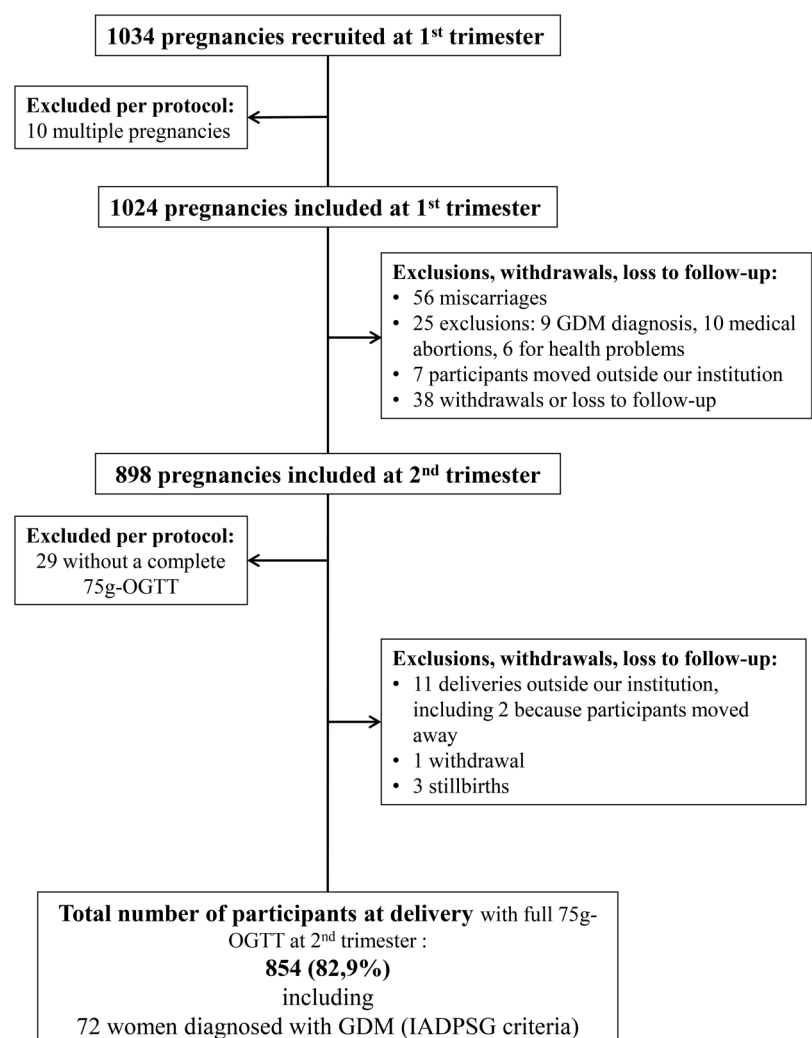 1034 pregnancies recruited at 1st trimester
Excluded per protocol:
10 multiple pregnancies
1024 pregnancies included at 1st trimester
Exclusions, withdrawals, loss to follow-up:
• 56 miscarriages
• 25 exclusions: 9 GDM diagnosis, 10 medical
abortions, 6 for health problems
• 7 participants moved outside our institution
• 38 withdrawals or loss to follow-up
898 pregnancies included at 2nd trimester
Excluded per protocol:
29 without a complete
75g-OGTT
Exclusions, withdrawals, loss to follow-up:
• 11 deliveries outside our institution,
including 2 because participants moved
away
• 1 withdrawal
• 3 stillbirths
Total number of participants at delivery with full 75g-
OGTT at 2nd trimester :
854 (82,9%)
including
72 women diagnosed with GDM (IADPSG criteria)